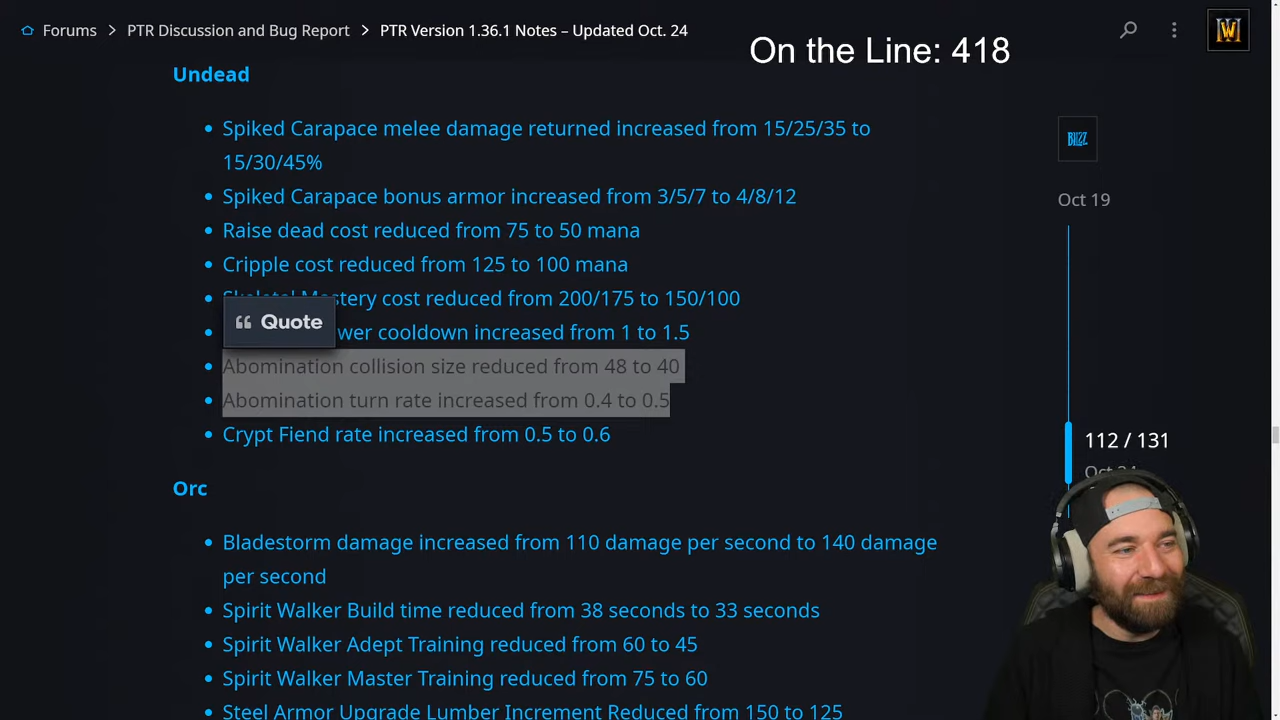 Forums > PTR Discussion and Bug Report > PTR Version 1.36.1 Notes – Updated Oct. 24
On the Line: 418
Undead
Spiked Carapace melee damage returned increased from 15/25/35 to
15/30/45%
BLIZZ
Spiked Carapace bonus armor increased from 3/5/7 to 4/8/12
Oct 19
Raise dead cost reduced from 75 to 50 mana
Cripple cost reduced from 125 to 100 mana
Skeletal Mastery cost reduced from 200/175 to 150/100
Quote
wer cooldown increased from 1 to 1.5
Abomination collision size reduced from 48 to 40
Abomination turn rate increased from 0.4 to 0.5
Crypt Fiend rate increased from 0.5 to 0.6
112 / 131
Oct 24
Orc
Bladestorm damage increased from 110 damage per second to 140 damage
per second
Spirit Walker Build time reduced from 38 seconds to 33 seconds
Spirit Walker Adept Training reduced from 60 to 45
Spirit Walker Master Training reduced from 75 to 60
Steel Armor Upgrade Lumber Increment Reduced from 150 to 125